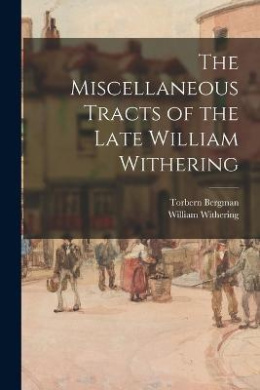 The
Miscellaneous
Tracts of the
Late William
Withering
Torbern Bergman
William Withering